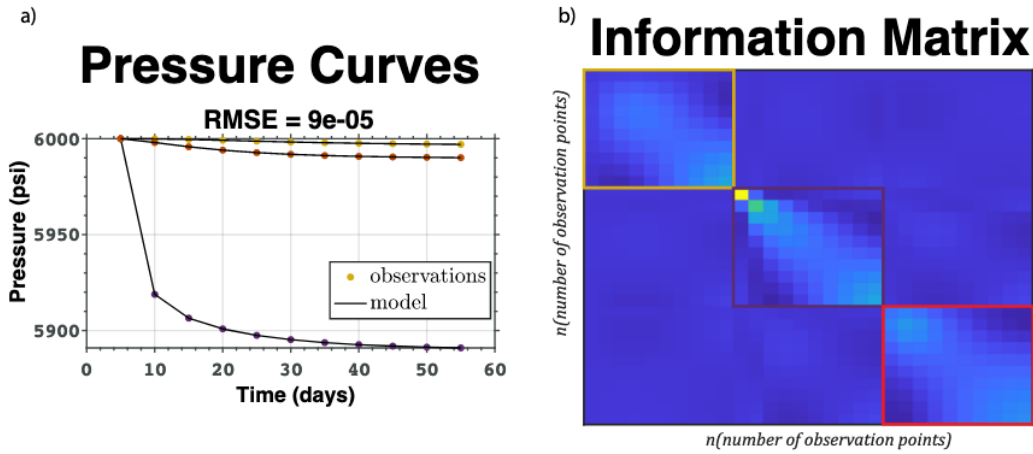 a)
Pressure Curves
RMSE = 9e-05
6000
5950
5900
Pressure (psi)
observations
model
0 10 20 30 40 50 60
Time (days)
b)
Information Matrix
n(number of observation points)
n(number of observation points)